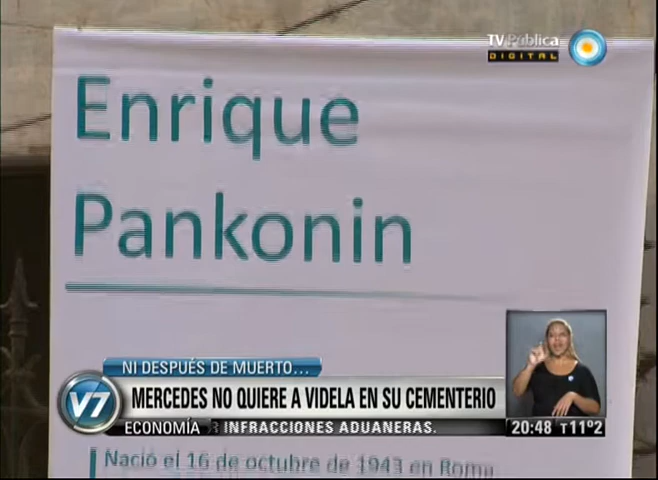 TV Pública
DIGITAL
Enrique
Pankonin
NI DESPUÉS DE MUERTO...
V7
MERCEDES NO QUIERE A VIDELA EN SU CEMENTERIO
ECONOMÍA
INFRACCIONES ADUANERAS.
20:48 T11º2
Nació el 16 de octubre de 1943 en Roma